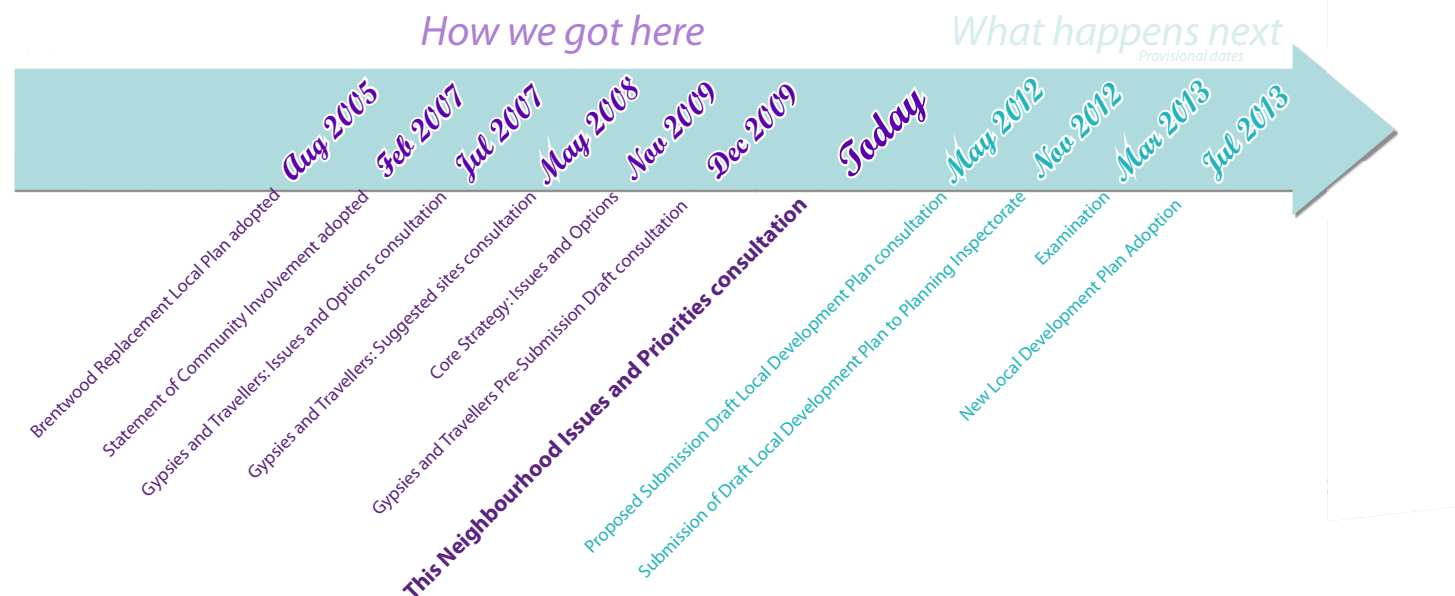 How we got here
What happens next
Provisional dates
Aug 2005
Feb 2007
Jul 2007
May 2008
Nov 2009
Dec 2009
Today
May 2012
Nov 2012
Mar 2013
Jul 2013
Brentwood Replacement Local Plan adopted
Statement of Community Involvement adopted
Gypsies and Travellers: Issues and Options consultation
Gypsies and Travellers: Suggested sites consultation
Core Strategy: Issues and Options
Gypsies and Travellers Pre-Submission Draft consultation
This Neighbourhood Issues and Priorities consultation
Proposed Submission Draft Local Development Plan consultation
Submission of Draft Local Development Plan to Planning Inspectorate
Examination
New Local Development Plan Adoption